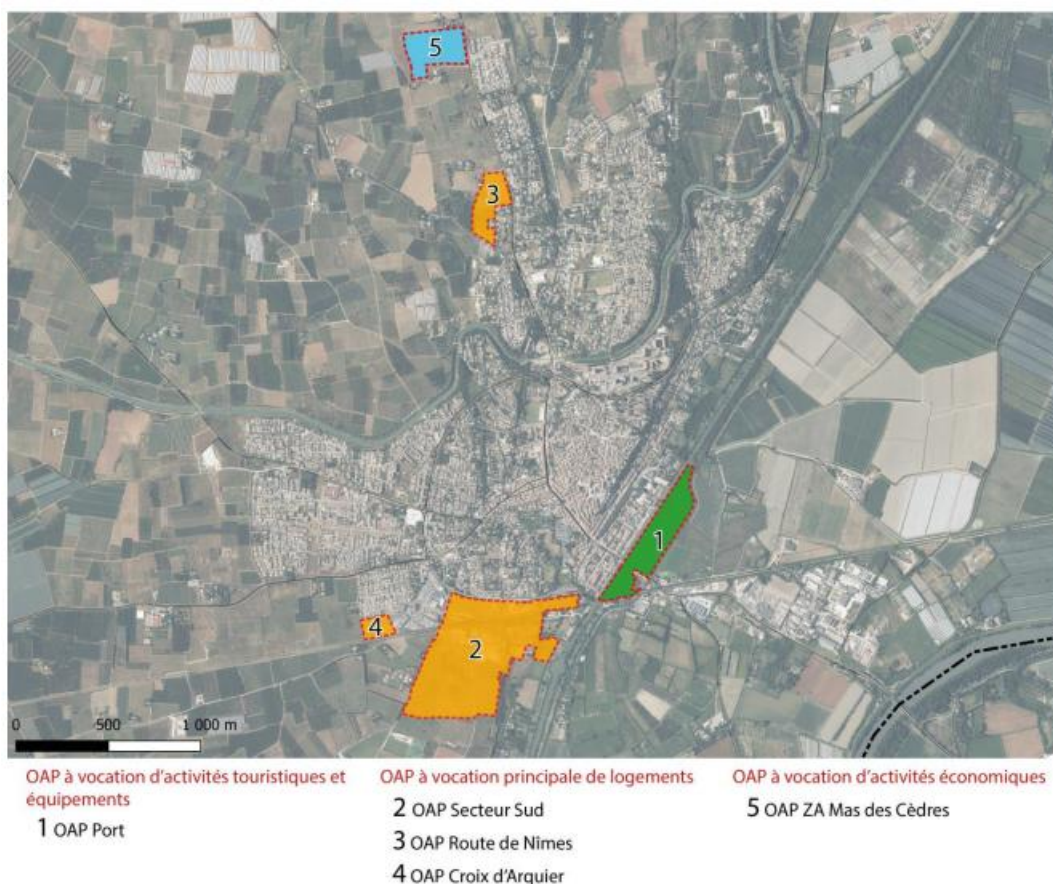 5
3
1
4
2
0 500 1 000 m
OAP à vocation d'activités touristiques et
équipements
1 OAP Port
OAP à vocation principale de logements
2 OAP Secteur Sud
3 OAP Route de Nîmes
4 OAP Croix d'Arquier
OAP à vocation d'activités économiques
5 OAP ZA Mas des Cèdres